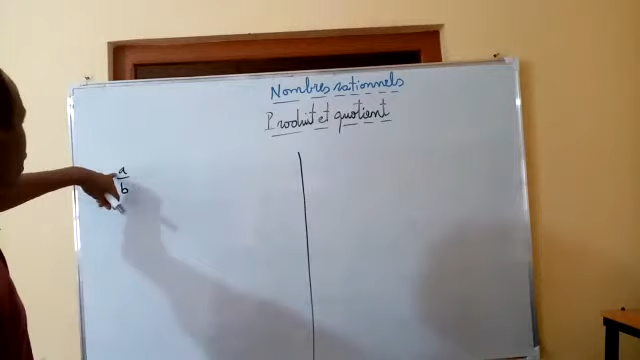 Nombres rationnels
Produit et quotient
a
b